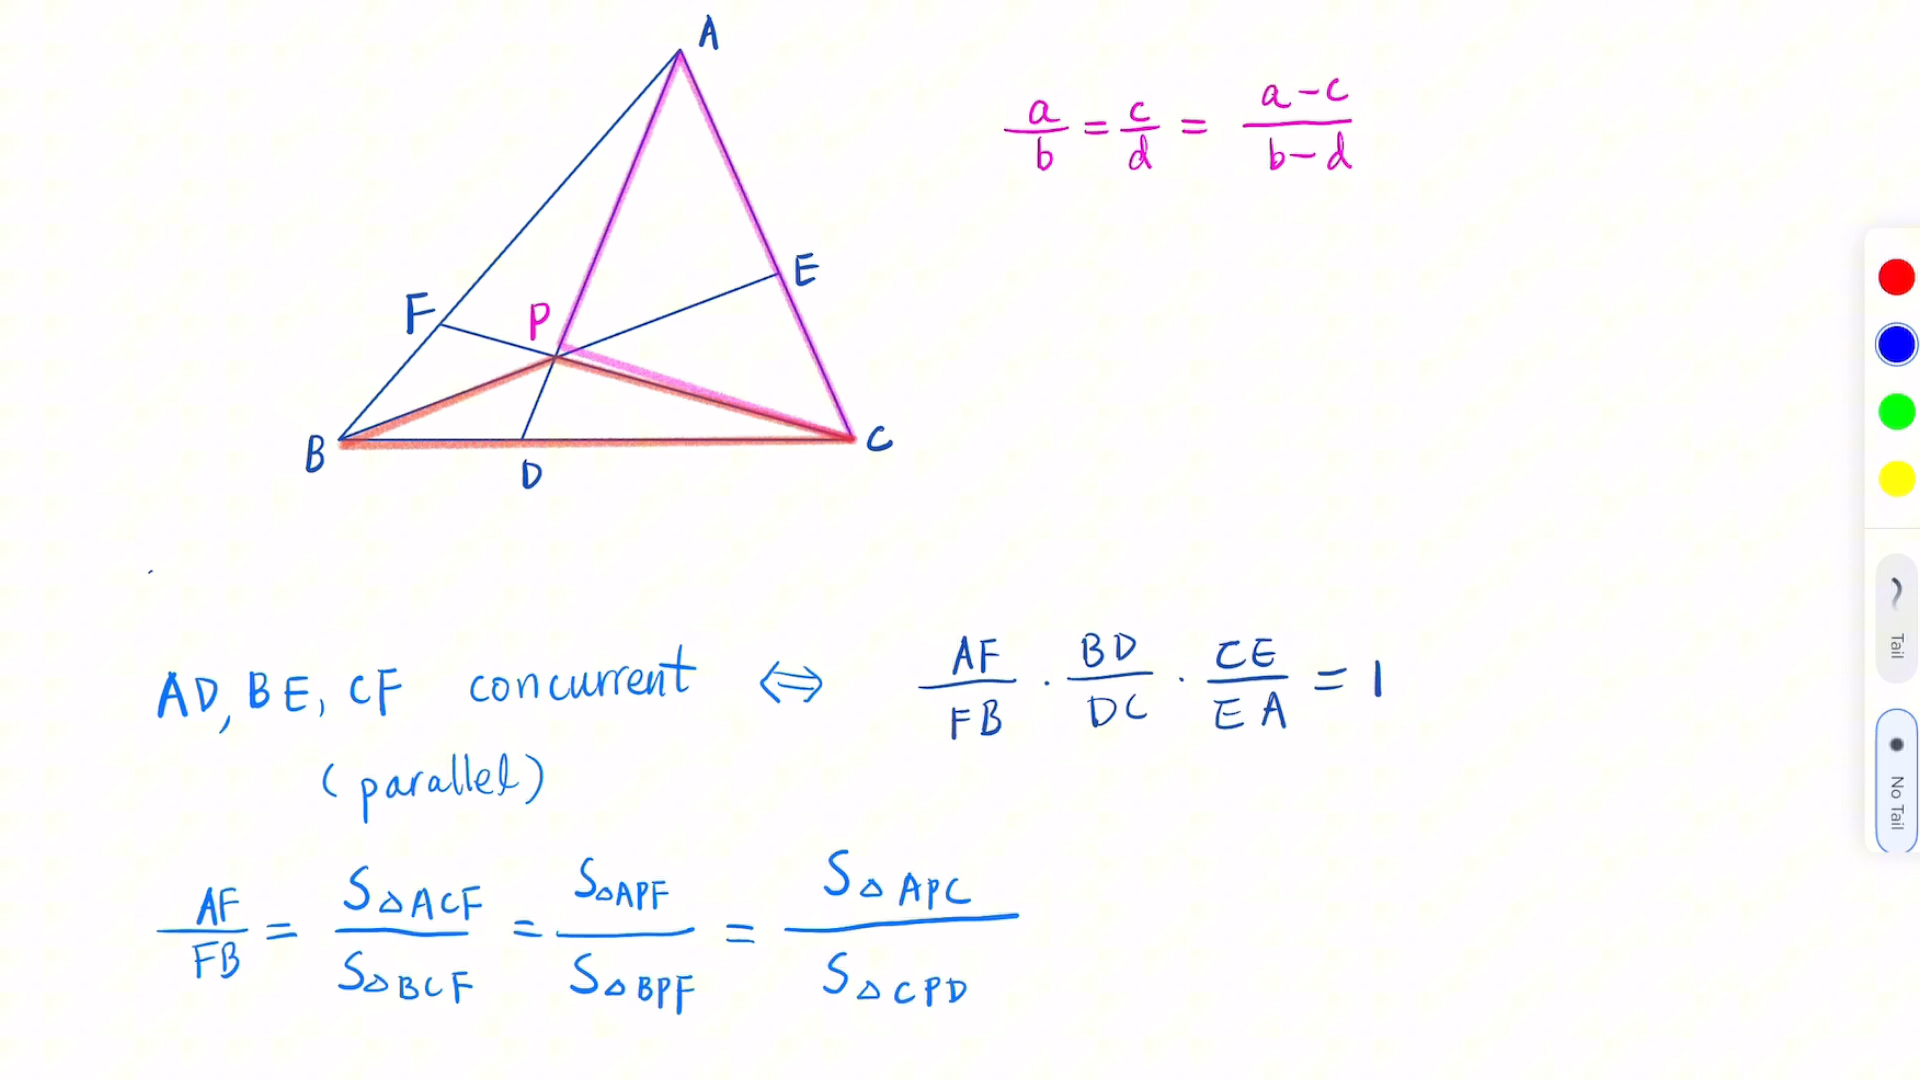 A
a/b = c/d = a-c/b-d
E
F
P
B
C
D
AD, BE, CF concurrent ⇔ AF/FB · BD/DC · CE/EA = 1
(parallel)
AF/FB = S△ACF/S△BCF = S△APF/S△BPF = S△APC/S△CPD
Tail
No Tail